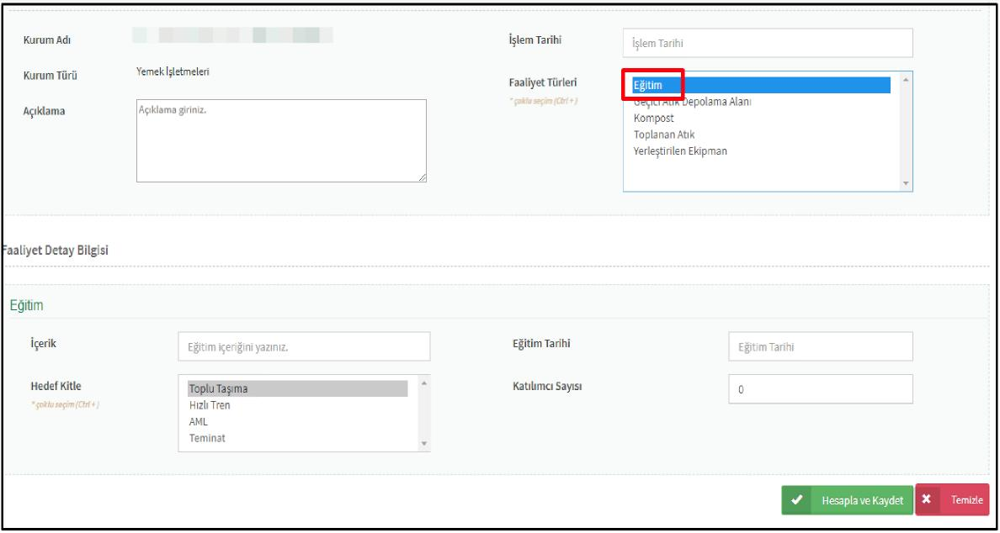 Kurum Adı
Kurum Türü
Yemek İşletmeleri
Açıklama
Açıklama giriniz.
İşlem Tarihi
İşlem Tarihi
Faaliyet Türleri
* çoklu seçim (Ctrl + )
Eğitim
Geçici Atık Depolama Alanı
Kompost
Toplanan Atık
Yerleştirilen Ekipman
Faaliyet Detay Bilgisi
Eğitim
İçerik
Eğitim içeriğini yazınız.
Eğitim Tarihi
Eğitim Tarihi
Hedef Kitle
* çoklu seçim (Ctrl + )
Toplu Taşıma
Hızlı Tren
AML
Teminat
Katılımcı Sayısı
0
Hesapla ve Kaydet
Temizle